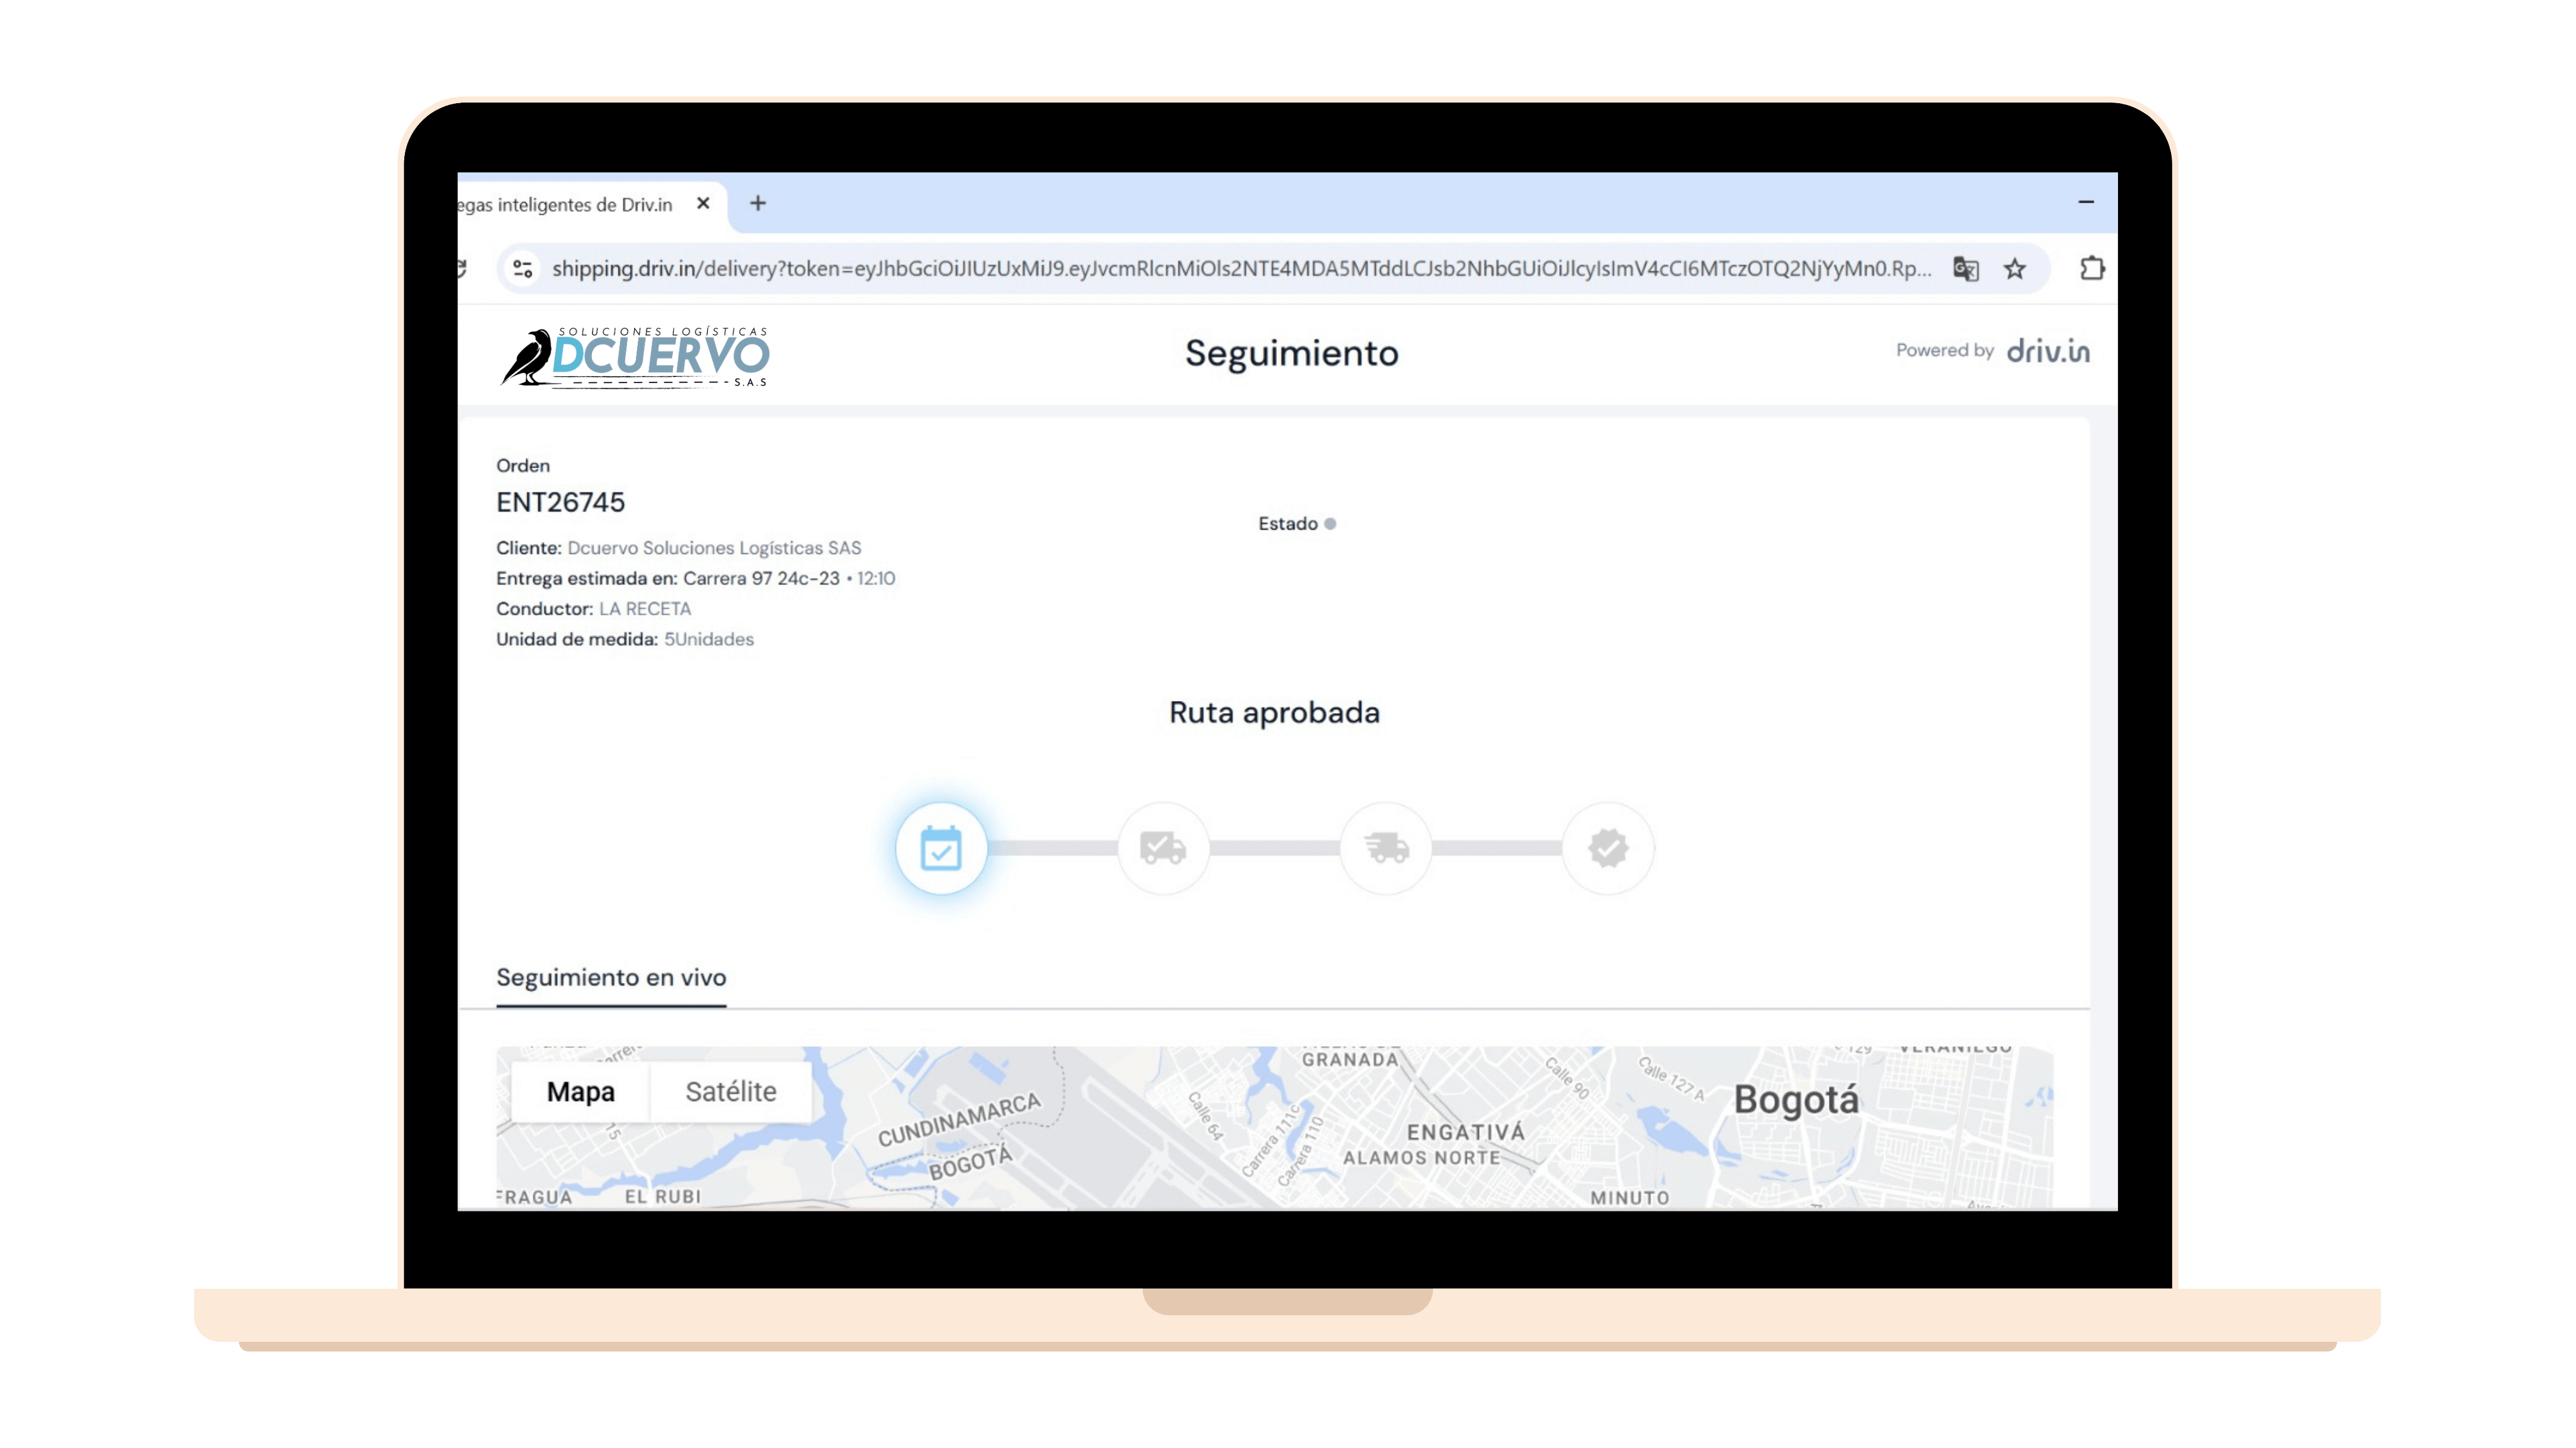 egas inteligentes de Driv.in
shipping.driv.in/delivery?token=eyJhbGciOiJIUzUxMiJ9.eyJvcmRlcnMiOls2NTE4MDA5MTddLCJsb2NhbGUiOiJlcyIsImV4cCI6MTczOTQ2NjYyMn0.Rp...
SOLUCIONES LOGÍSTICAS
DCUERVO
S.A.S
Seguimiento
Powered by driv.in
Orden
ENT26745
Estado
Cliente: Dcuervo Soluciones Logísticas SAS
Entrega estimada en: Carrera 97 24c-23 • 12:10
Conductor: LA RECETA
Unidad de medida: 5Unidades
Ruta aprobada
Seguimiento en vivo
Mapa
Satélite
GRANADA
Calle 90
Calle 127 A
129
VERANIEGO
Bogotá
CUNDINAMARCA
BOGOTÁ
Calle 64
Carrera 111c
Carrera 110
ENGATIVÁ
ALAMOS NORTE
15
FRAGUA
EL RUBI
MINUTO